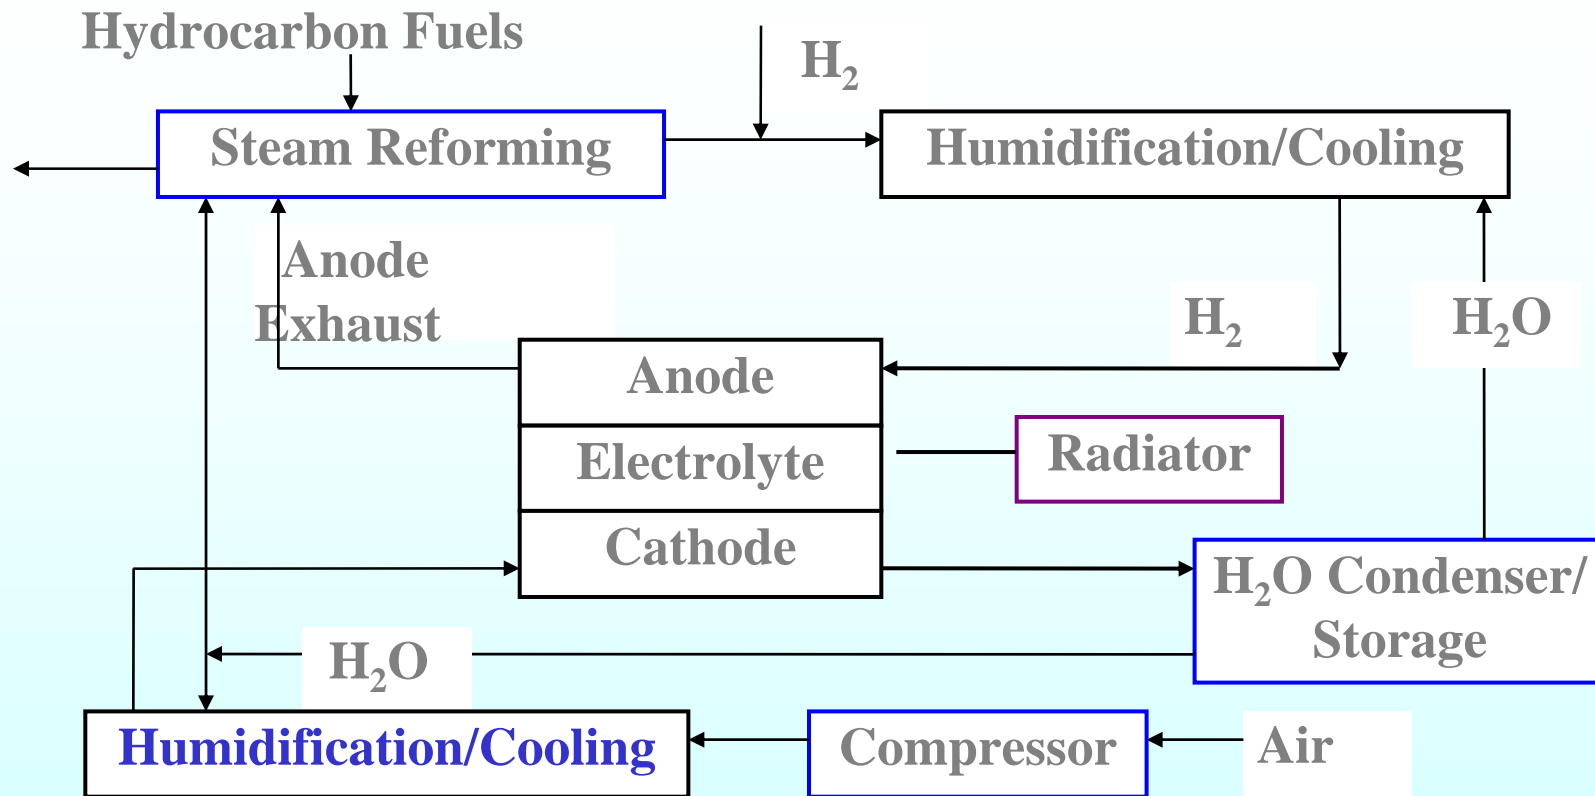 Hydrocarbon Fuels
H₂
Steam Reforming
Humidification/Cooling
Anode
Exhaust
H₂
H₂O
Anode
Electrolyte
Radiator
Cathode
H₂O Condenser/
Storage
H₂O
Humidification/Cooling
Compressor
Air